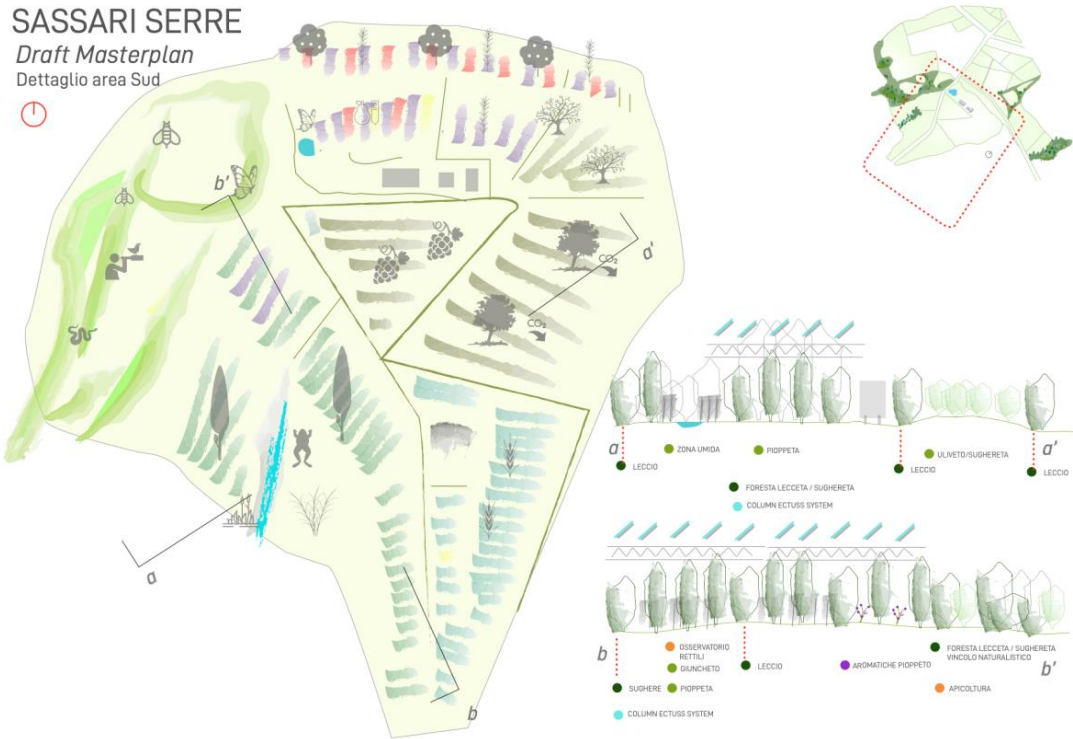 SASSARI SERRE
Draft Masterplan
Dettaglio area Sud
b'
a'
CO2
CO2
a
b
a
a'
ZONA UMIDA
PIOPPETA
ULIVETO/SUGHERETA
LECCIO
LECCIO
LECCIO
FORESTA LECCETA / SUGHERETA
COLUMN ECTUSS SYSTEM
b
b'
OSSERVATORIO
RETTILI
FORESTA LECCETA / SUGHERETA
VINCOLO NATURALISTICO
GIUNCHETO
LECCIO
AROMATICHE PIOPPETO
SUGHERE
PIOPPETA
APICOLTURA
COLUMN ECTUSS SYSTEM